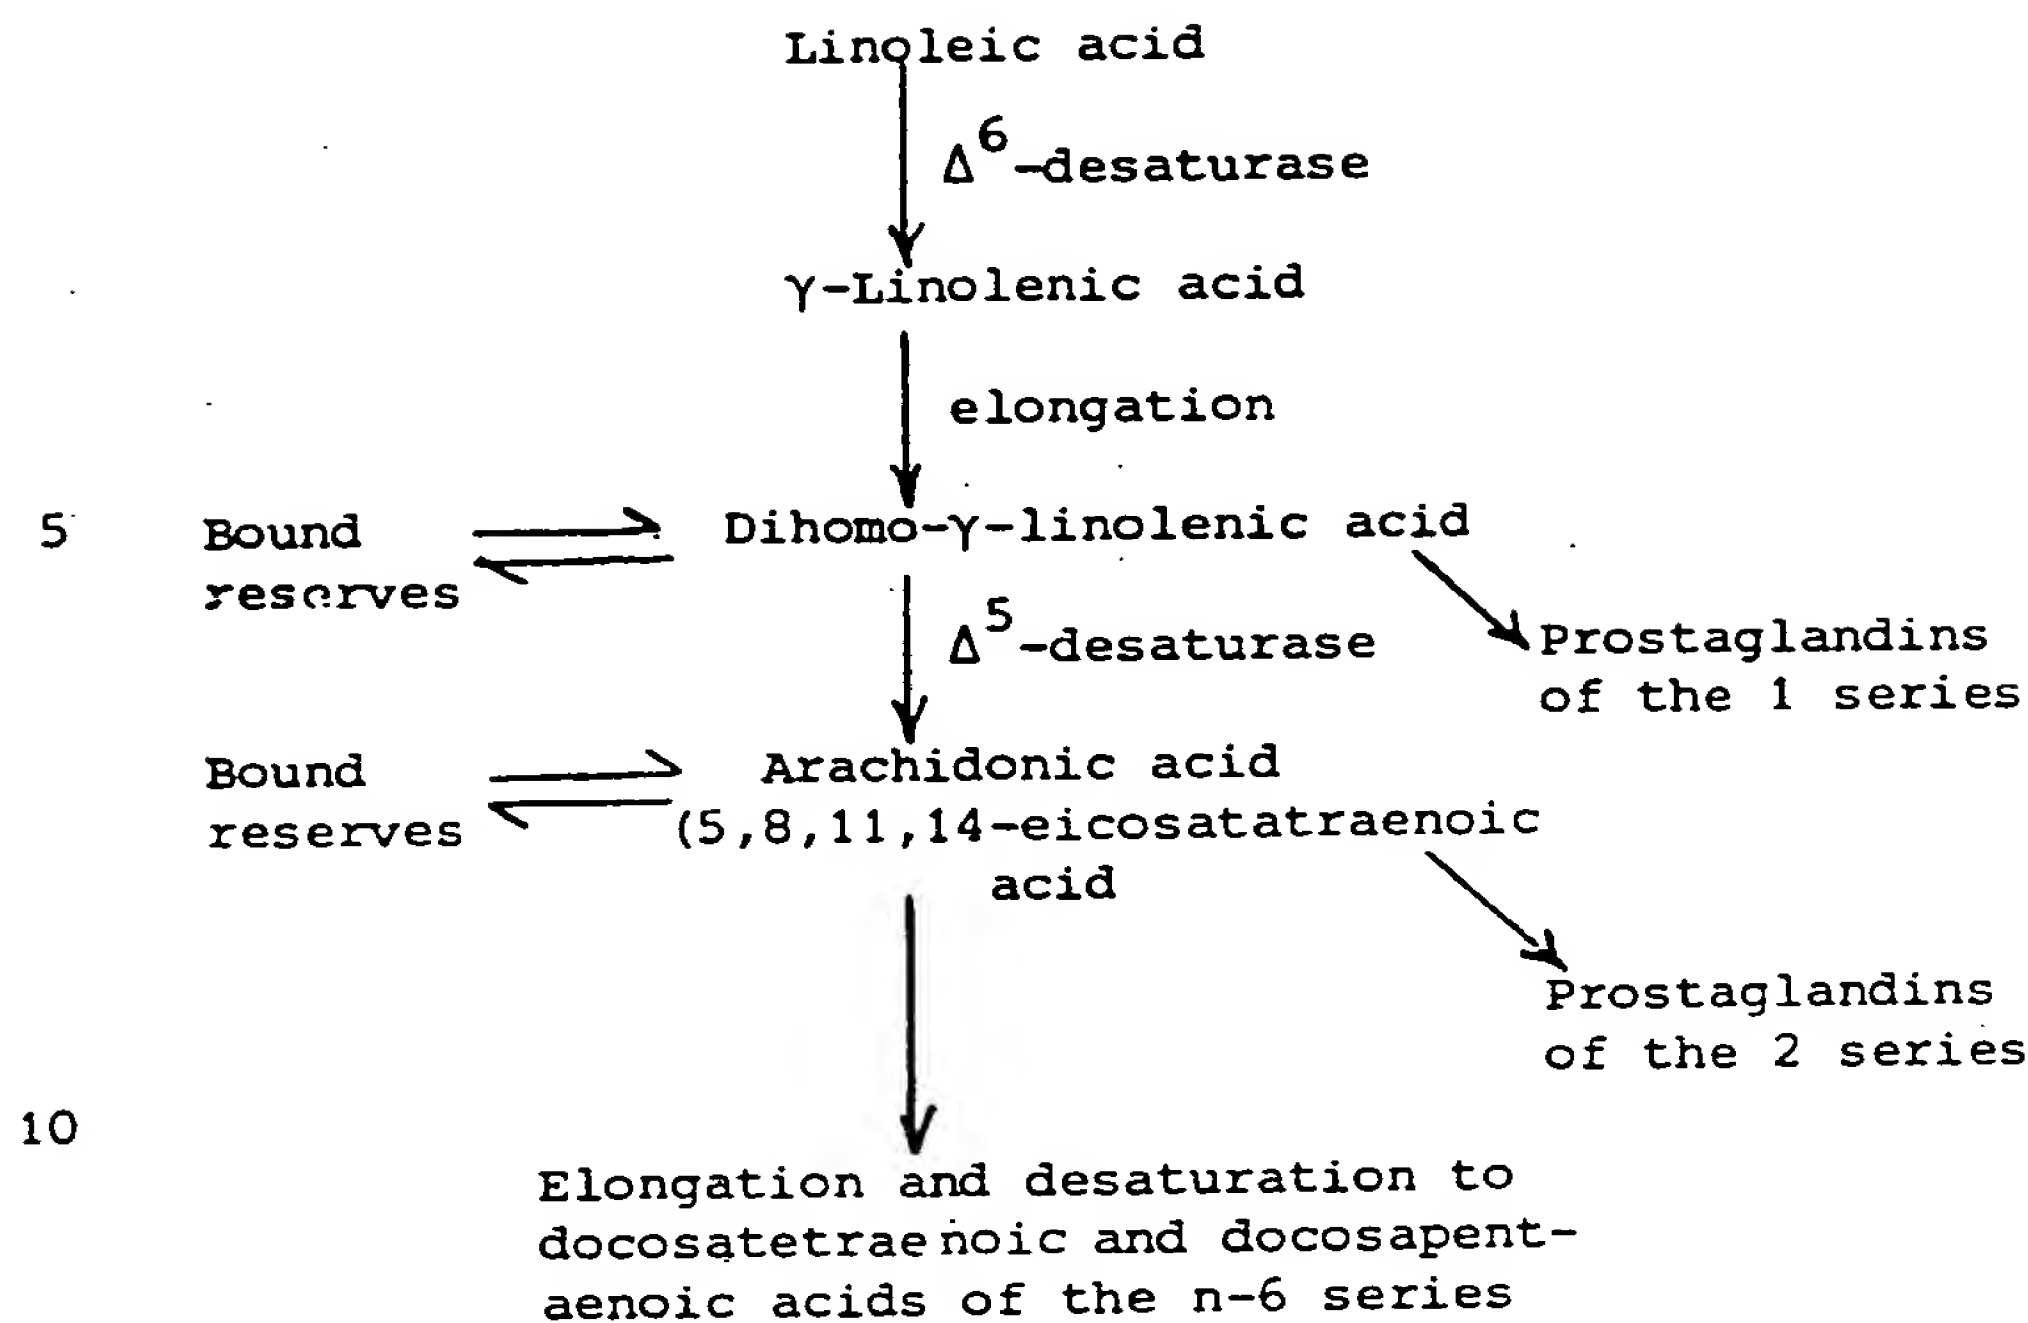 Linoleic acid
Δ6-desaturase
γ-Linolenic acid
elongation
5 Bound reserves
Dihomo-γ-linolenic acid
Δ5-desaturase
Prostaglandins
of the 1 series
Bound
reserves
Arachidonic acid
(5,8,11,14-eicosatatraenoic
acid
Prostaglandins
of the 2 series
10
Elongation and desaturation to
docosatetraenoic and docosapent-
aenoic acids of the n-6 series